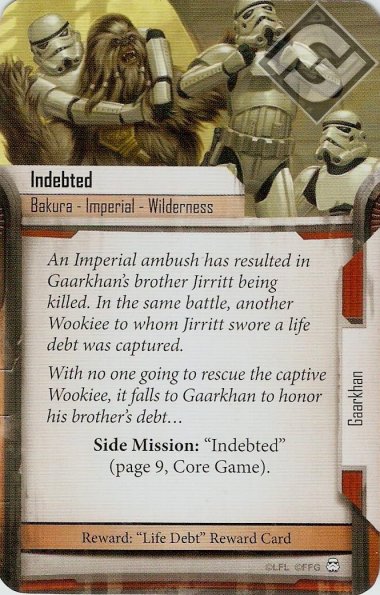 Indebted
Bakura - Imperial - Wilderness
An Imperial ambush has resulted in
Gaarkhan's brother Jirritt being
killed. In the same battle, another
Wookiee to whom Jirritt swore a life
debt was captured.
With no one going to rescue the captive
Wookiee, it falls to Gaarkhan to honor
his brother's debt…
Side Mission: “Indebted”
(page 9, Core Game).
Gaarkhan
Reward: “Life Debt” Reward Card
©LFL ©FFG